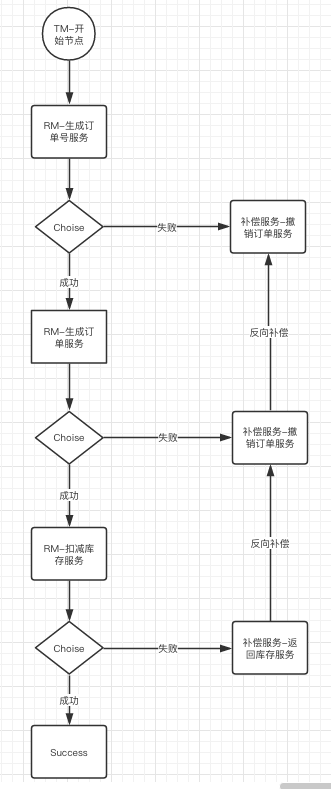 TM-开
始节点
RM-生成订
单号服务
Choise
失败
补偿服务-撤
销订单服务
成功
反向补偿
RM-生成订
单服务
Choise
失败
补偿服务-撤
销订单服务
成功
反向补偿
RM-扣减库
存服务
Choise
失败
补偿服务-返
回库存服务
成功
Success